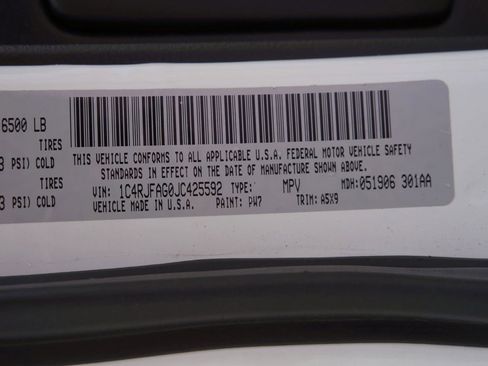 6500 LB
TIRES
PSI) COLD
TIRES
PSI) COLD
THIS VEHICLE CONFORMS TO ALL APPLICABLE U.S.A. FEDERAL MOTOR VEHICLE SAFETY
STANDARDS IN EFFECT ON THE DATE OF MANUFACTURE SHOWN ABOVE.
VIN: 1C4RJFAG0JC425592 TYPE: MPV MDH:051906 301AA
VEHICLE MADE IN U.S.A. PAINT: PW7 TRIM: A5X9